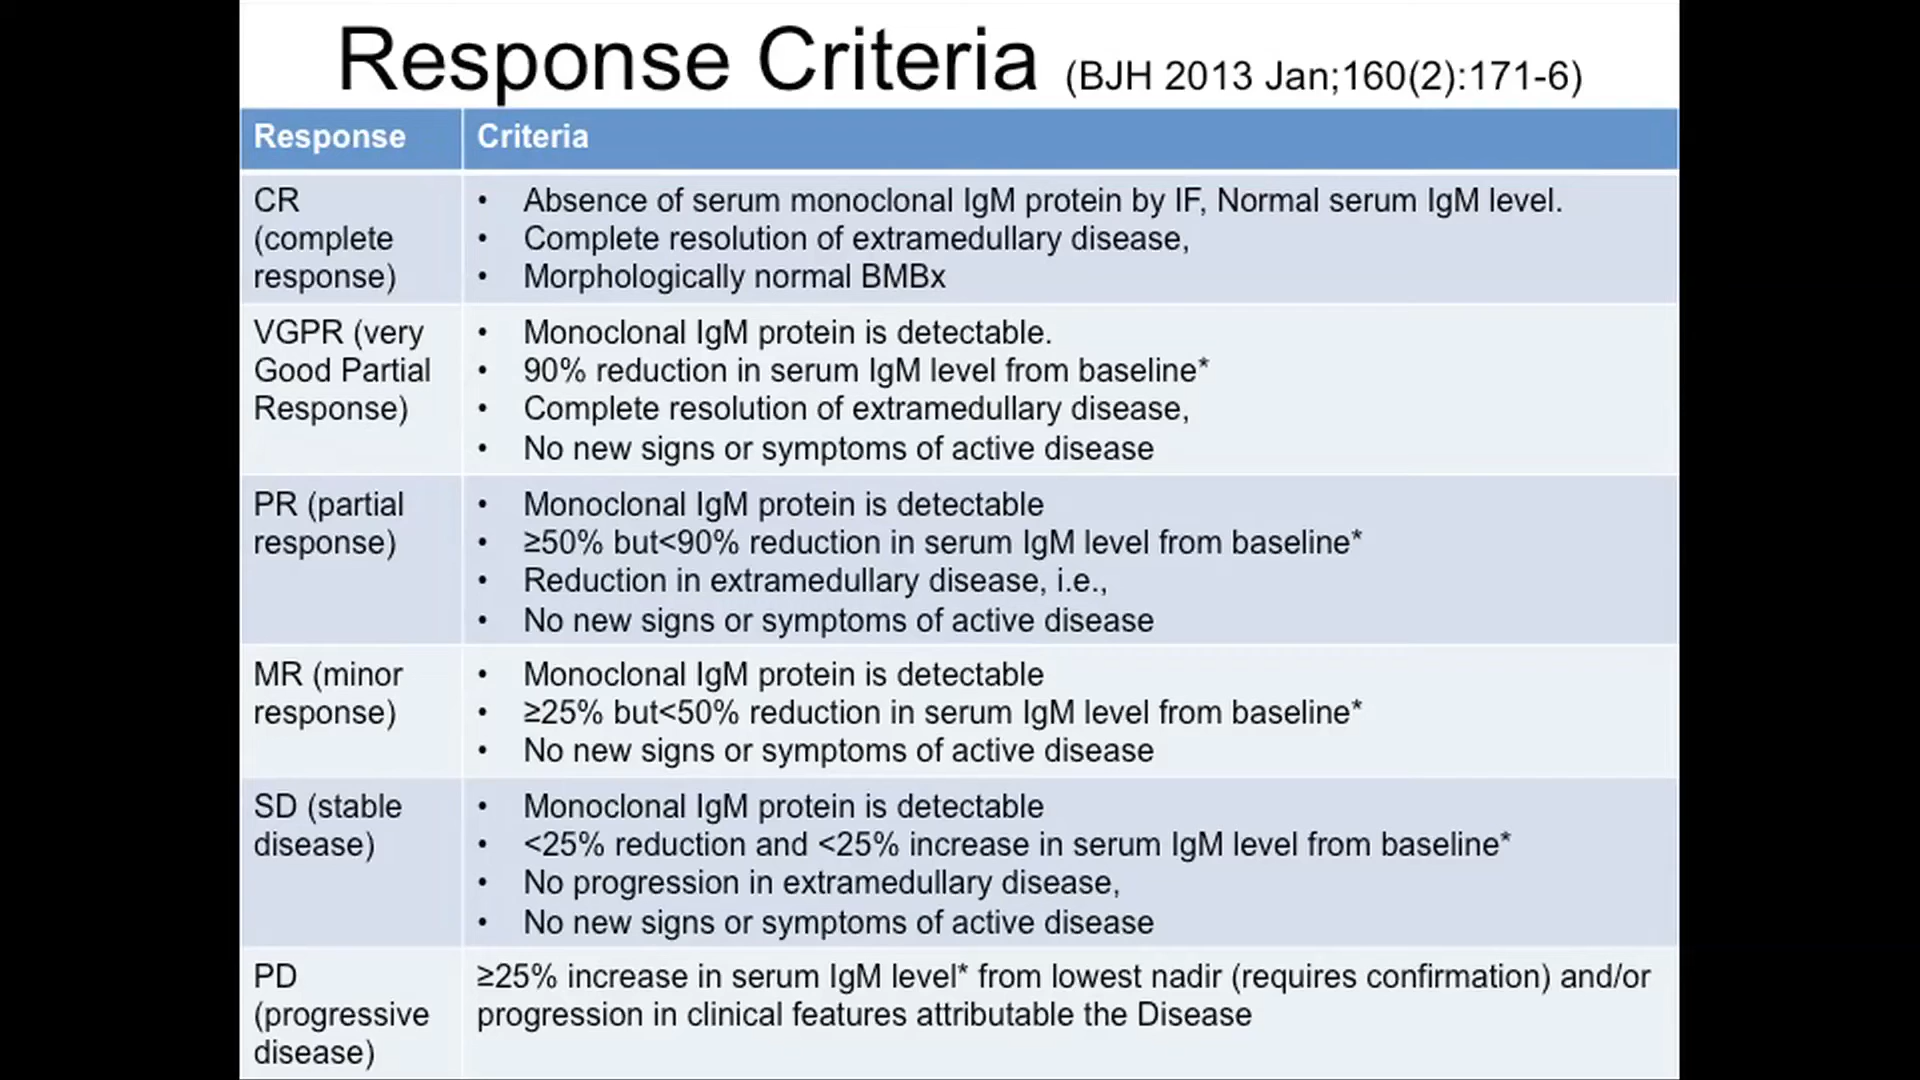 Response Criteria (BJH 2013 Jan;160(2):171-6)
Response Criteria
CR (complete response)
• Absence of serum monoclonal IgM protein by IF, Normal serum IgM level.
• Complete resolution of extramedullary disease,
• Morphologically normal BMBx
VGPR (very Good Partial Response)
• Monoclonal IgM protein is detectable.
• 90% reduction in serum IgM level from baseline*
• Complete resolution of extramedullary disease,
• No new signs or symptoms of active disease
PR (partial response)
• Monoclonal IgM protein is detectable
• ≥50% but<90% reduction in serum IgM level from baseline*
• Reduction in extramedullary disease, i.e.,
• No new signs or symptoms of active disease
MR (minor response)
• Monoclonal IgM protein is detectable
• ≥25% but<50% reduction in serum IgM level from baseline*
• No new signs or symptoms of active disease
SD (stable disease)
• Monoclonal IgM protein is detectable
• <25% reduction and <25% increase in serum IgM level from baseline*
• No progression in extramedullary disease,
• No new signs or symptoms of active disease
PD (progressive disease)
≥25% increase in serum IgM level* from lowest nadir (requires confirmation) and/or
progression in clinical features attributable the Disease